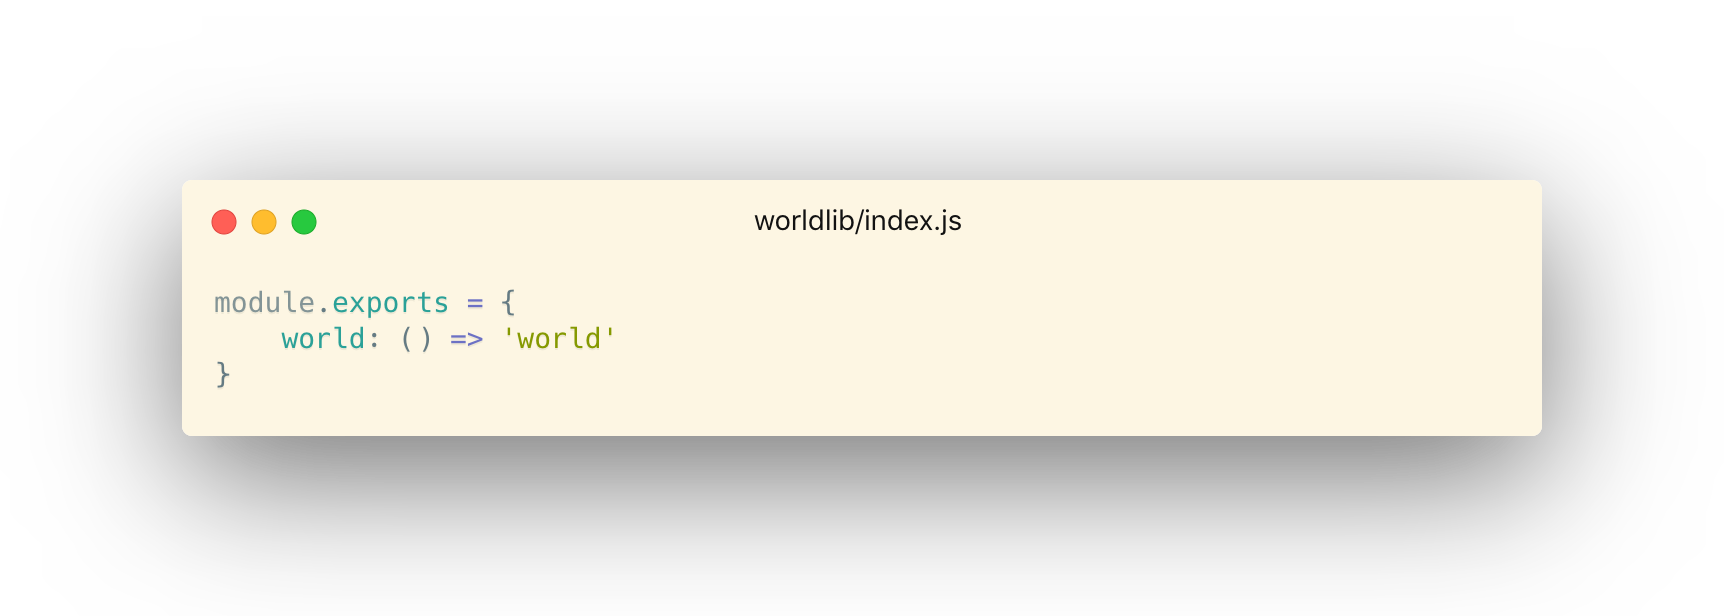 worldlib/index.js
module.exports = {
    world: () => 'world'
}